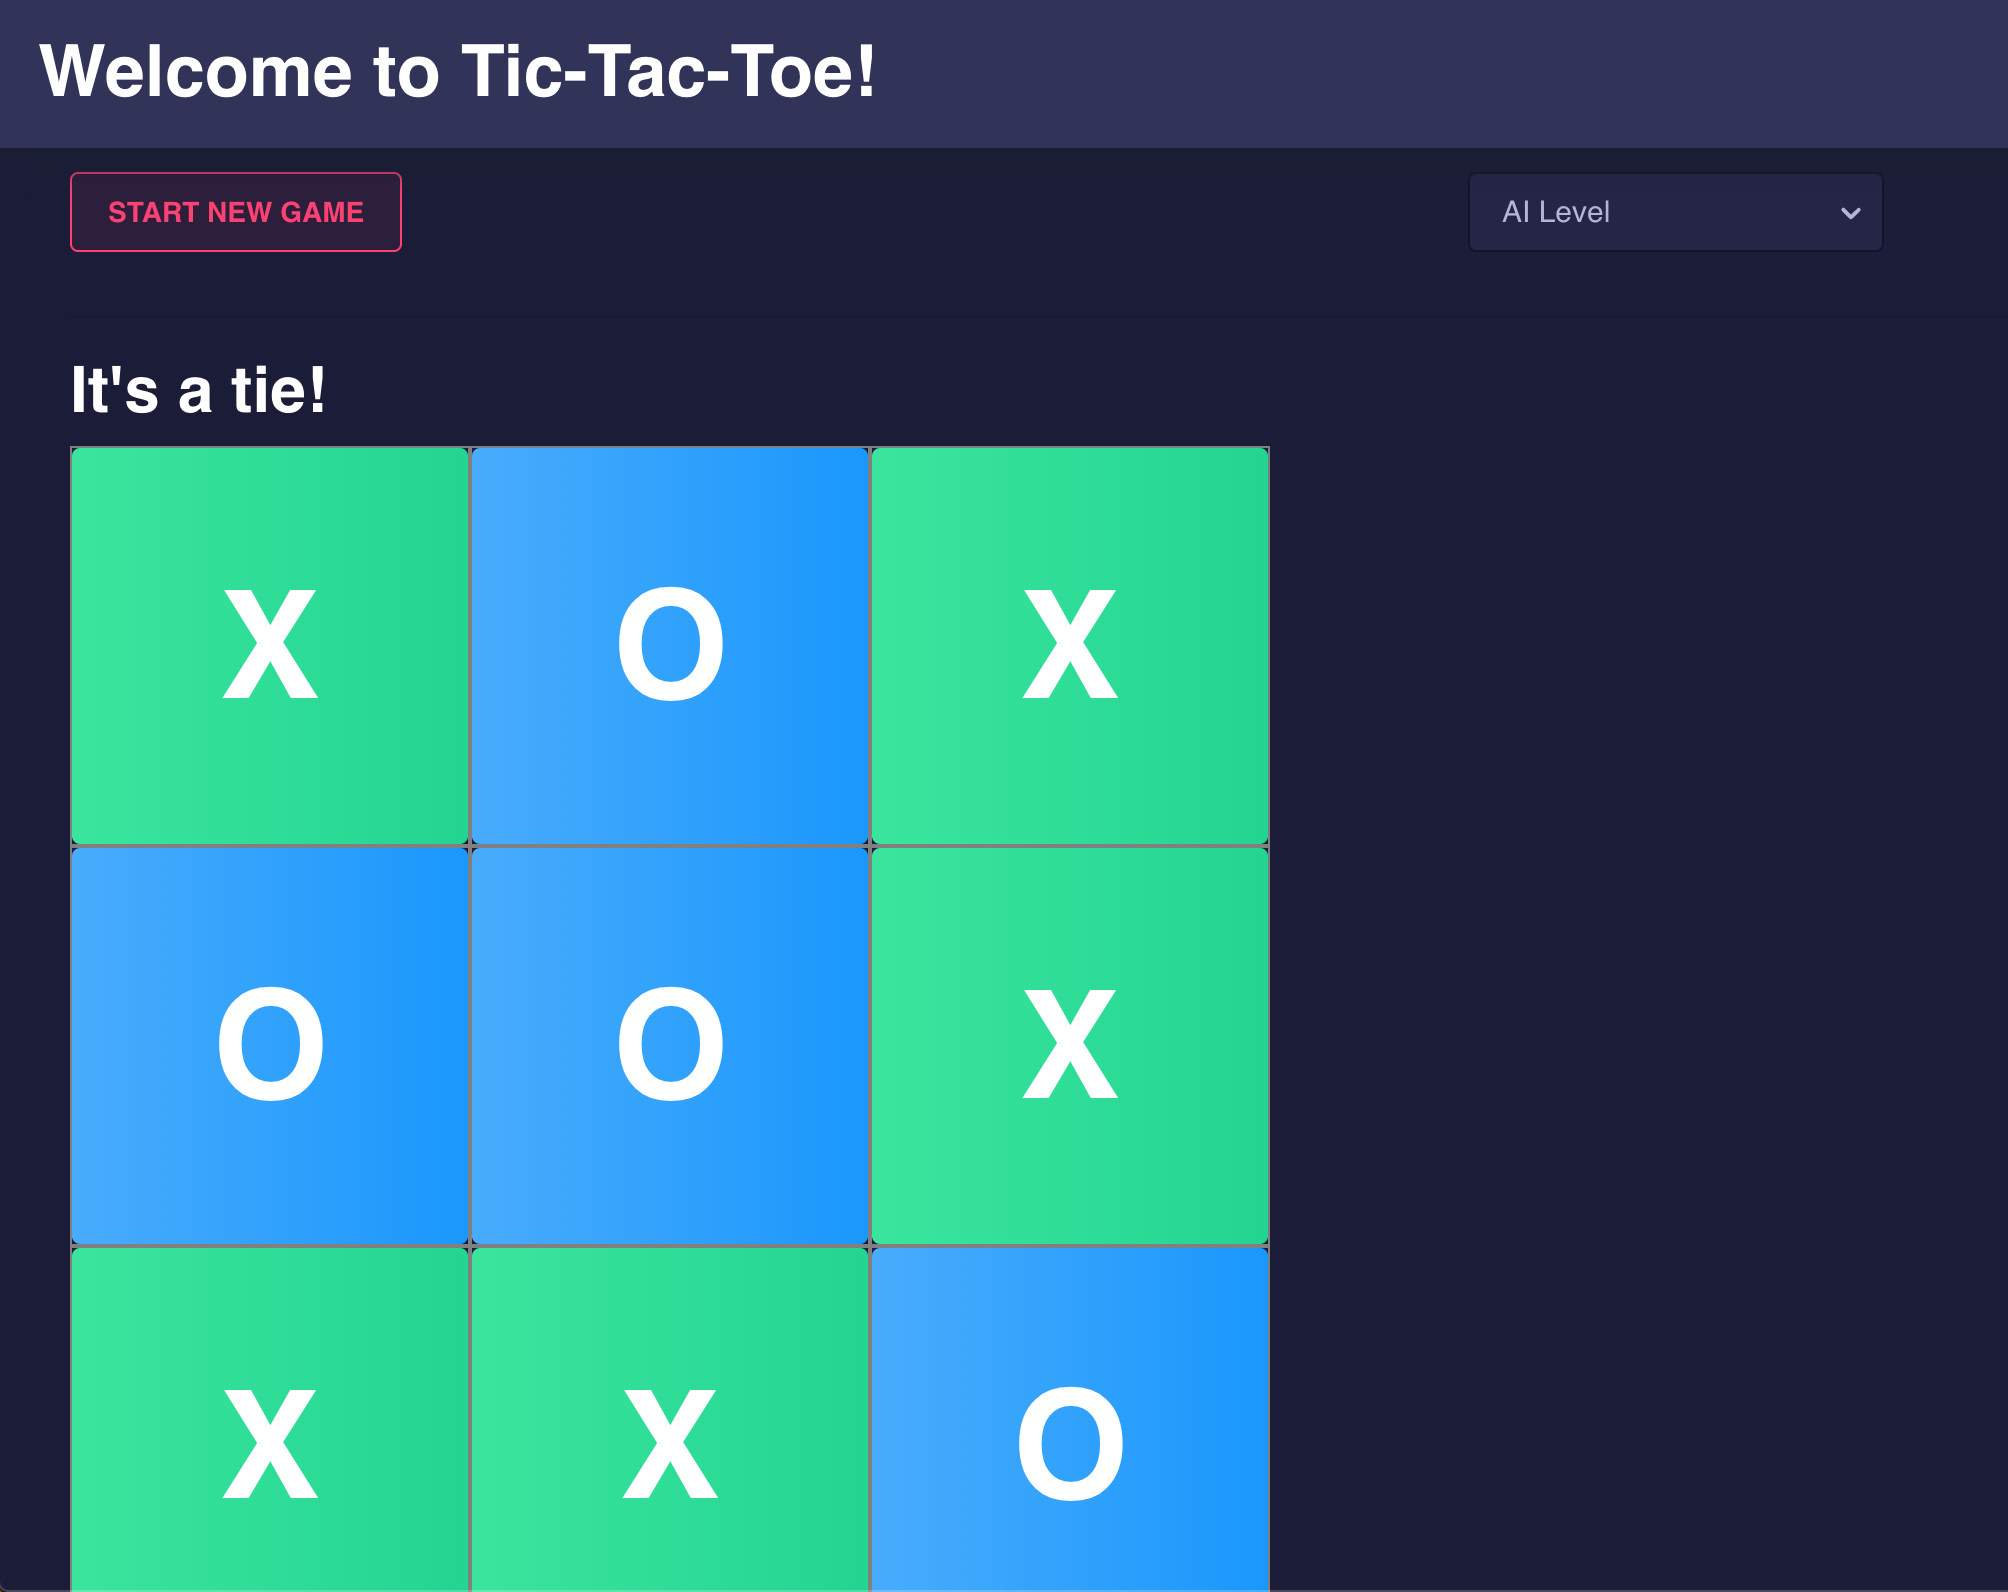 Welcome to Tic-Tac-Toe!
START NEW GAME AI Level
It's a tie!
X O X
O O X
X X O